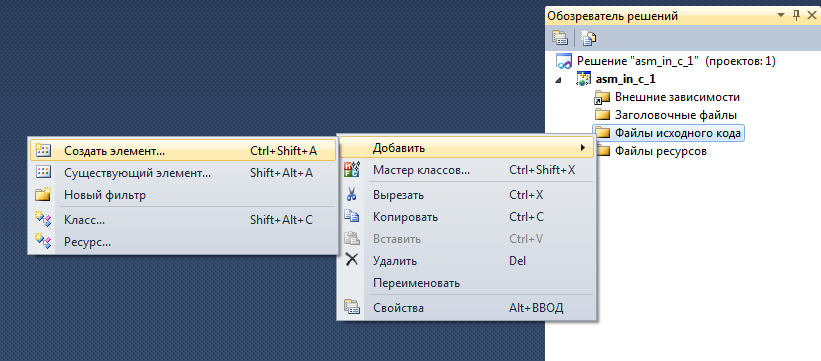 Обозреватель решений
Решение "asm_in_c_1" (проектов: 1)
asm_in_c_1
Внешние зависимости
Заголовочные файлы
Файлы исходного кода
Файлы ресурсов
Добавить
Мастер классов... Ctrl+Shift+X
Вырезать Ctrl+X
Копировать Ctrl+C
Вставить Ctrl+V
Удалить Del
Переименовать
Свойства Alt+ВВОД
Создать элемент... Ctrl+Shift+A
Существующий элемент... Shift+Alt+A
Новый фильтр
Класс... Shift+Alt+C
Ресурс...